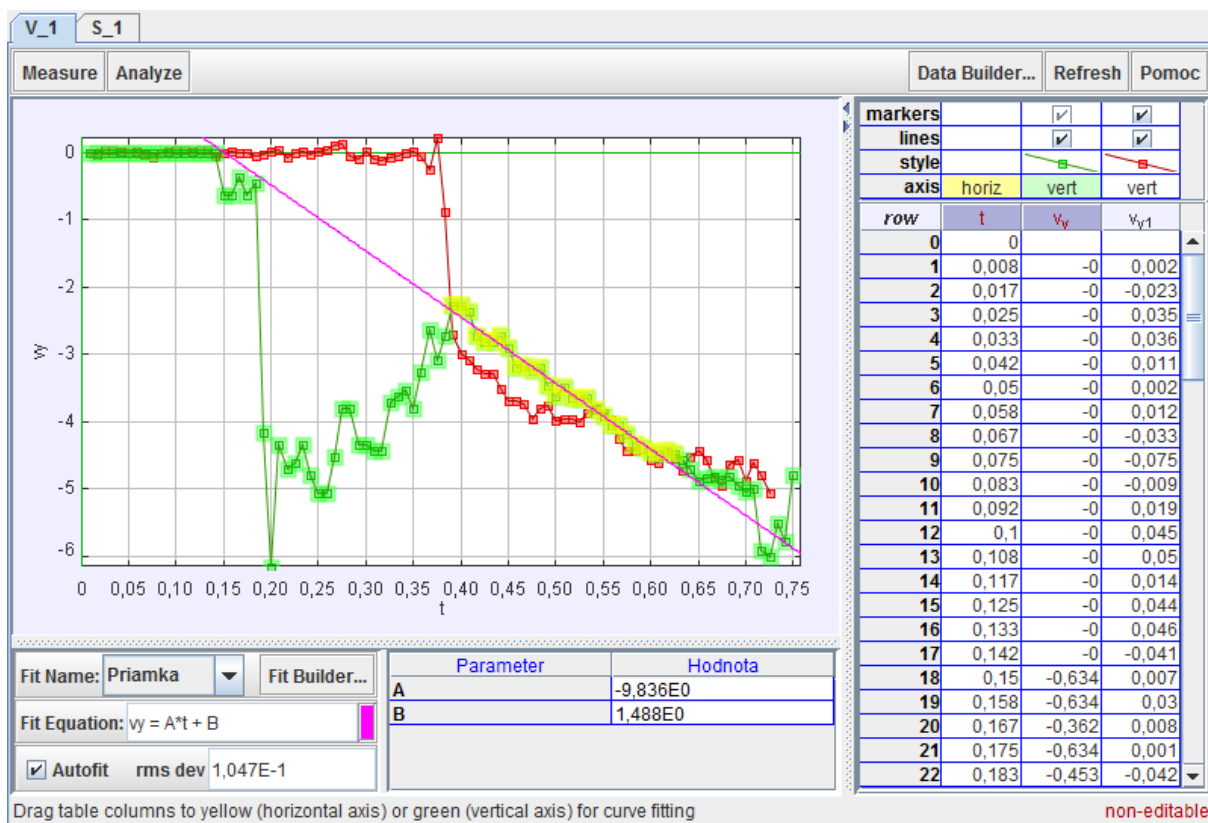 V_1 S_1
Measure Analyze Data Builder... Refresh Pomoc
0
-1
-2
-3
-4
-5
-6
vy
0 0,05 0,10 0,15 0,20 0,25 0,30 0,35 0,40 0,45 0,50 0,55 0,60 0,65 0,70 0,75
t
markers
lines
style
axis horiz vert vert
row t vy vy1
0 0
1 0,008 -0 0,002
2 0,017 -0 -0,023
3 0,025 -0 0,035
4 0,033 -0 0,036
5 0,042 -0 0,011
6 0,05 -0 0,002
7 0,058 -0 0,012
8 0,067 -0 -0,033
9 0,075 -0 -0,075
10 0,083 -0 -0,009
11 0,092 -0 0,019
12 0,1 -0 0,045
13 0,108 -0 0,05
14 0,117 -0 0,014
15 0,125 -0 0,044
16 0,133 -0 0,046
17 0,142 -0 -0,041
18 0,15 -0,634 0,007
19 0,158 -0,634 0,03
20 0,167 -0,362 0,008
21 0,175 -0,634 0,001
22 0,183 -0,453 -0,042
Fit Name: Priamka Fit Builder...
Fit Equation: vy = A*t + B
Autofit rms dev 1,047E-1
Parameter Hodnota
A -9,836E0
B 1,488E0
Drag table columns to yellow (horizontal axis) or green (vertical axis) for curve fitting non-editable